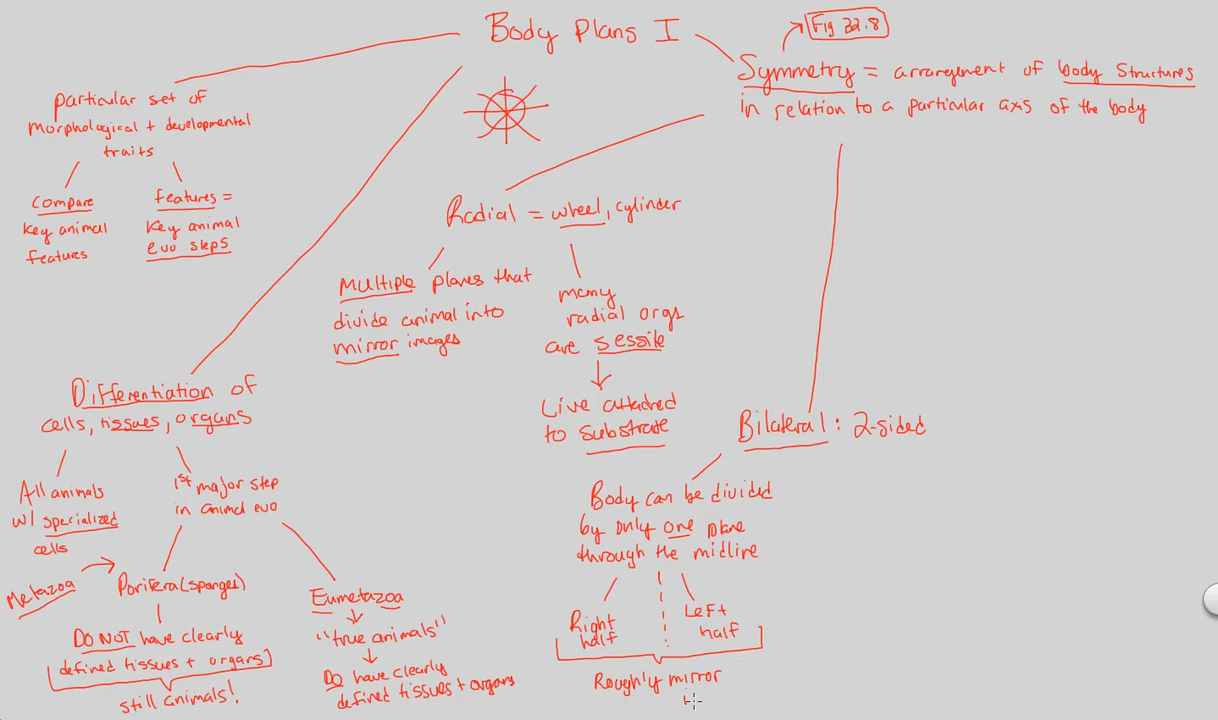 Body Plans I
Fig 32.8
Symmetry = arrangement of body structures
in relation to a particular axis of the body
particular set of
morphological + developmental
traits
Compare
key animal
features
features =
key animal
evo steps
Radial = wheel, cylinder
Multiple planes that
divide animal into
mirror images
many
radial orgs
are sessile
Live attached
to substrate
Differentiation of
cells, tissues, organs
All animals
w/ specialized
cells
1st major step
in animal evo
Metazoa
Porifera (sponges)
DO NOT have clearly
defined tissues + organs
still animals!
Eumetazoa
"true animals"
Do have clearly
defined tissues + organs
Bilateral: 2-sided
Body can be divided
by only one plane
through the midline
Right
half
Left
half
Roughly mirror
i